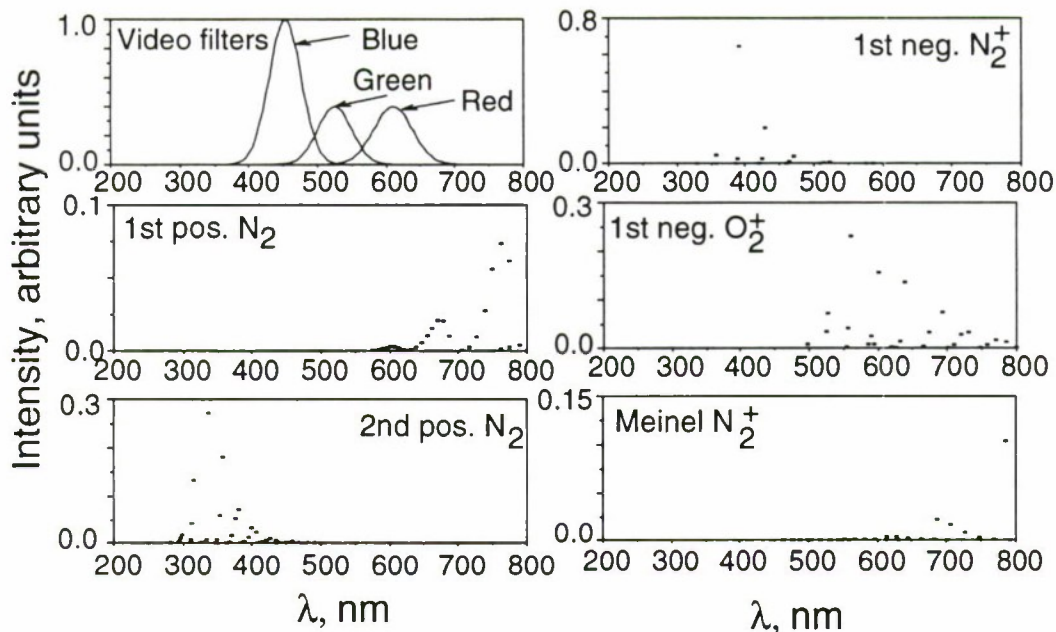 Intensity, arbitrary units
1.0
0.0
Video filters
Blue
Green
Red
200 300 400 500 600 700 800
0.8
0.0
1st neg. N₂⁺
200 300 400 500 600 700 800
0.1
0.0
1st pos. N₂
200 300 400 500 600 700 800
0.3
0.0
1st neg. O₂⁺
200 300 400 500 600 700 800
0.3
0.0
2nd pos. N₂
200 300 400 500 600 700 800
λ, nm
0.15
0.0
Meinel N₂⁺
200 300 400 500 600 700 800
λ, nm